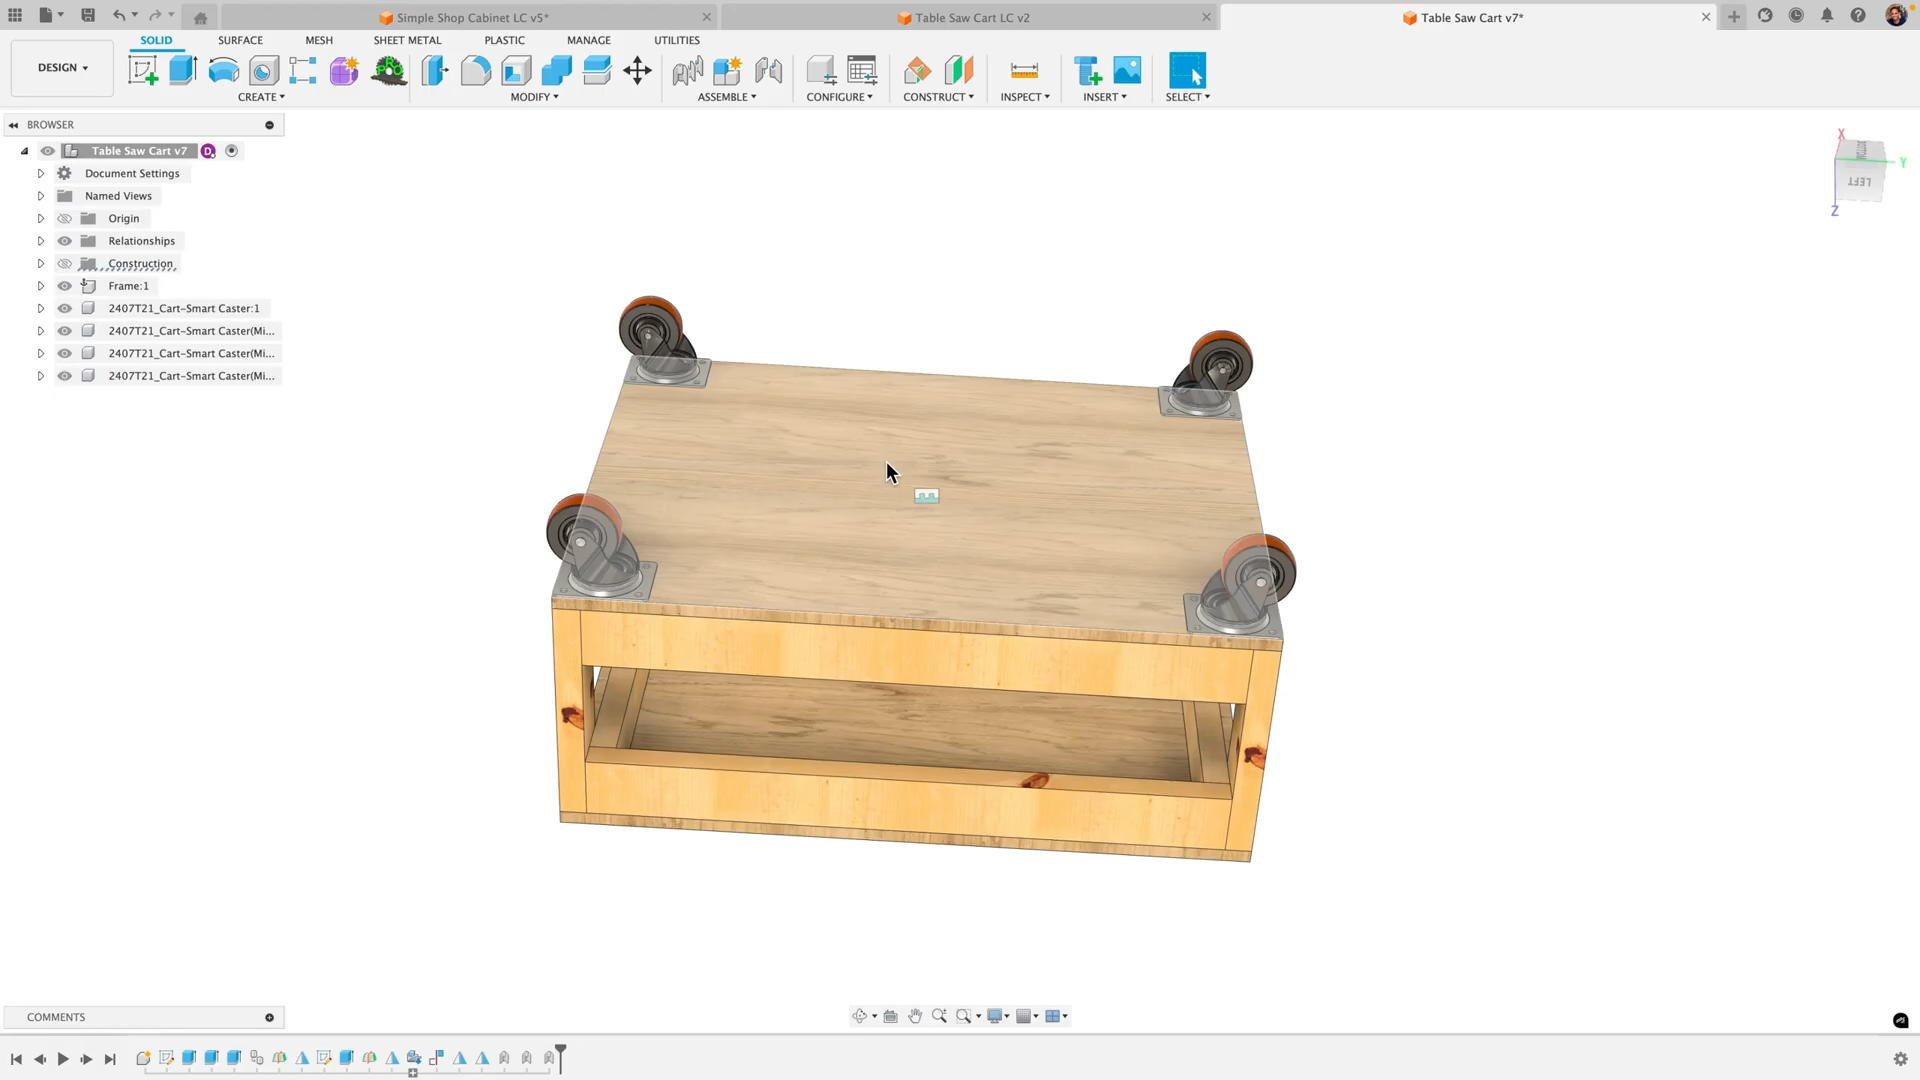 Simple Shop Cabinet LC v5*
Table Saw Cart LC v2
Table Saw Cart v7*
DESIGN
SOLID
SURFACE
MESH
SHEET METAL
PLASTIC
MANAGE
UTILITIES
CREATE
MODIFY
ASSEMBLE
CONFIGURE
CONSTRUCT
INSPECT
INSERT
SELECT
BROWSER
Table Saw Cart v7
D
Document Settings
Named Views
Origin
Relationships
Construction
Frame:1
2407T21_Cart-Smart Caster:1
2407T21_Cart-Smart Caster(Mi...
2407T21_Cart-Smart Caster(Mi...
2407T21_Cart-Smart Caster(Mi...
X
Y
BOTTOM
LEFT
Z
COMMENTS